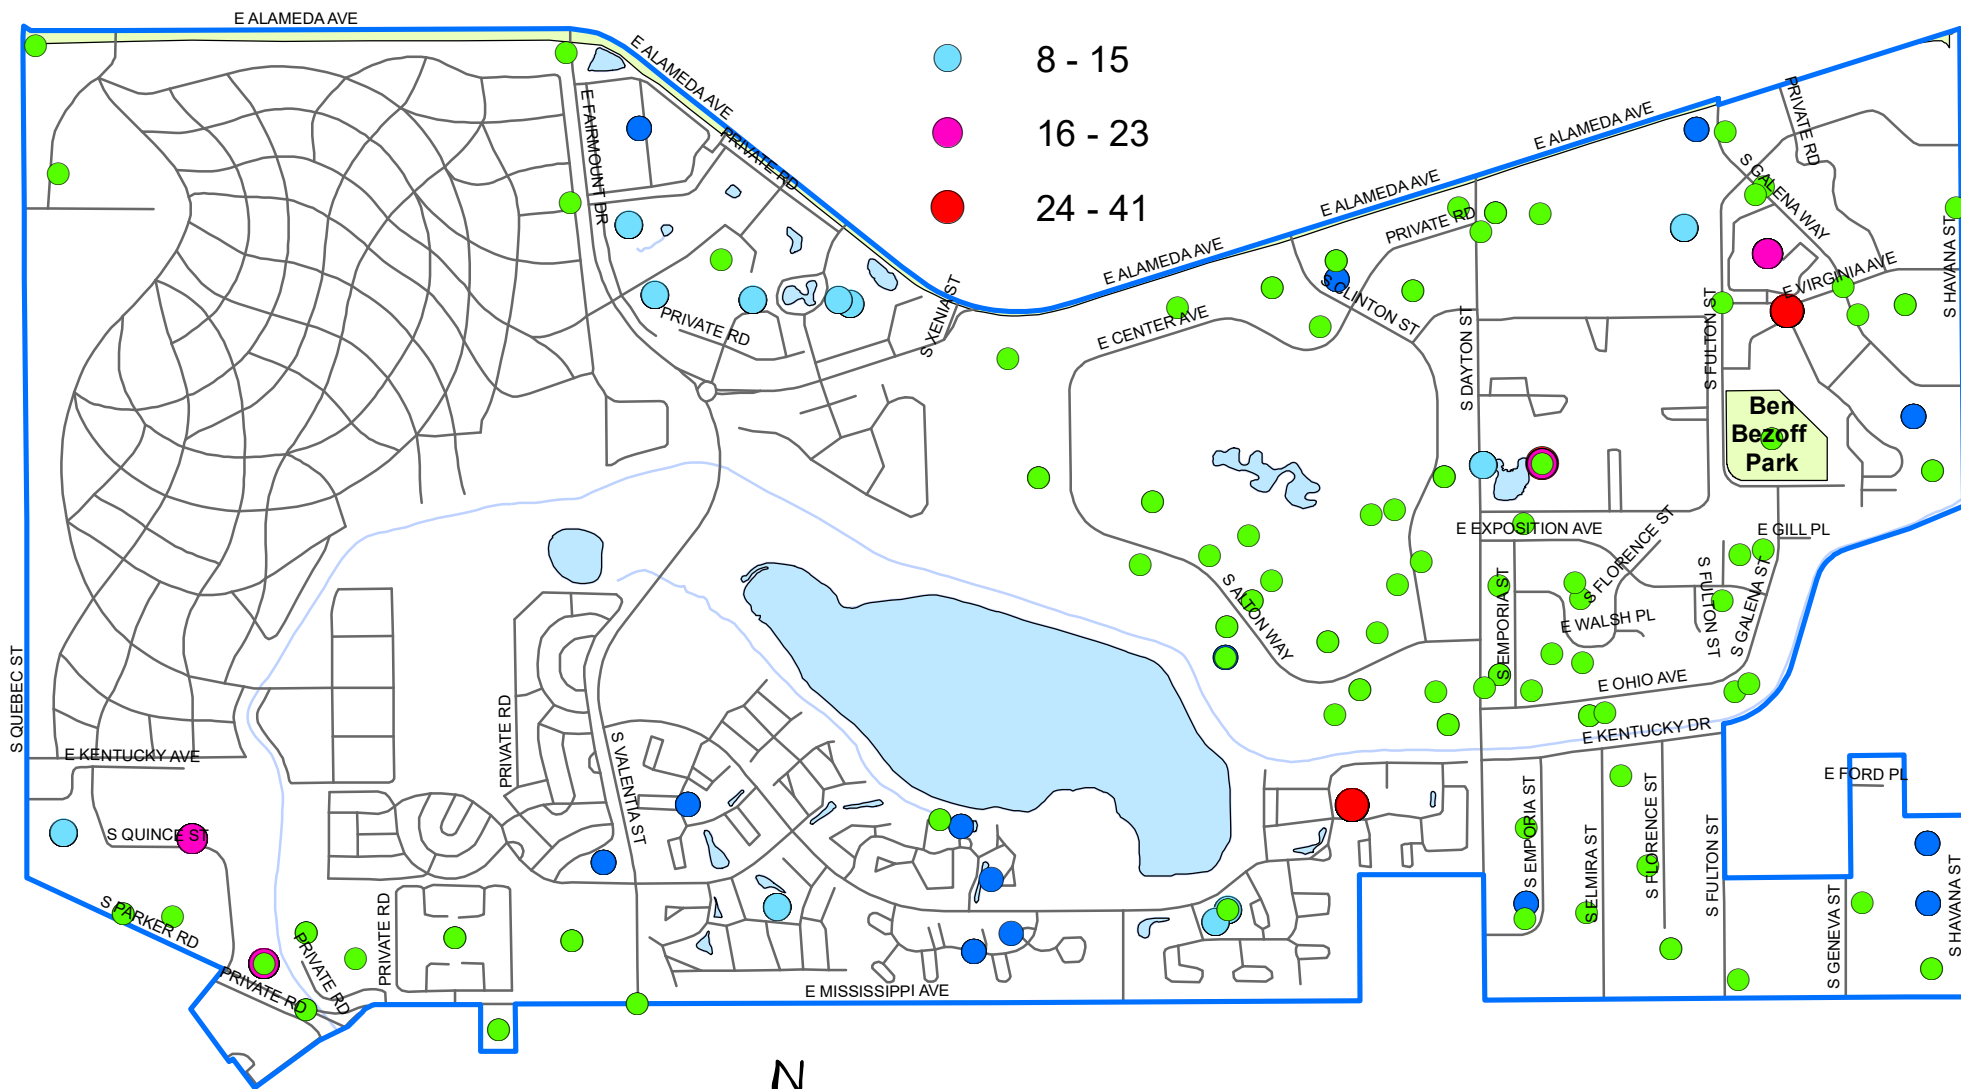 E ALAMEDA AVE
E ALAMEDA AVE
8 - 15
16 - 23
24 - 41
E FAIRMOUNT DR
PRIVATE RD
PRIVATE RD
E ALAMEDA AVE
E ALAMEDA AVE
E ALAMEDA AVE
PRIVATE RD
PRIVATE RD
S GALENA WAY
S HAVANA ST
E VIRGINIA AVE
S XENIA ST
E CENTER AVE
S CLINTON ST
S DAYTON ST
S FULTON ST
Ben
Bezoff
Park
E EXPOSITION AVE
S FLORENCE ST
E GILL PL
S FULTON ST
S GALENA ST
S EMPORIA ST
E WALSH PL
S ALTON WAY
E OHIO AVE
E KENTUCKY DR
S QUEBEC ST
E KENTUCKY AVE
PRIVATE RD
S VALENTIA ST
S QUINCE ST
E FORD PL
S EMPORIA ST
S ELMIRA ST
S FLORENCE ST
S FULTON ST
S GENEVA ST
S HAVANA ST
S PARKER RD
PRIVATE RD
PRIVATE RD
PRIVATE RD
E MISSISSIPPI AVE
N